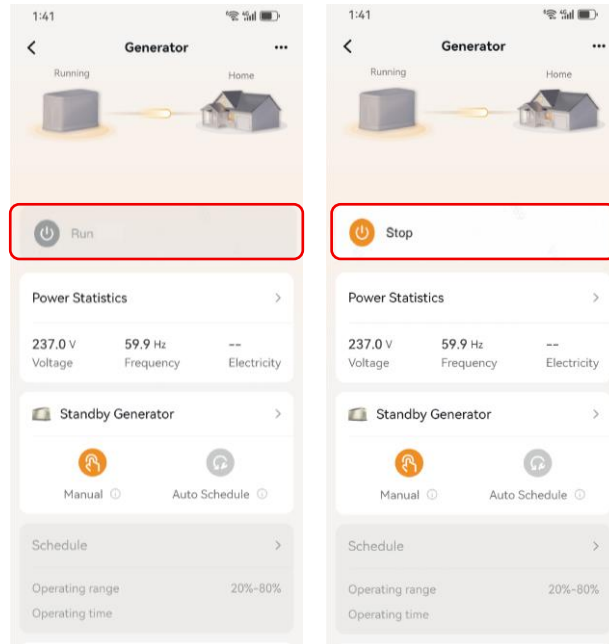 1:41
Generator
Running
Home
Run
Power Statistics
237.0 V
59.9 Hz
--
Voltage
Frequency
Electricity
Standby Generator
Manual
Auto Schedule
Schedule
Operating range
20%~80%
Operating time
1:41
Generator
Running
Home
Stop
Power Statistics
237.0 V
59.9 Hz
--
Voltage
Frequency
Electricity
Standby Generator
Manual
Auto Schedule
Schedule
Operating range
20%~80%
Operating time